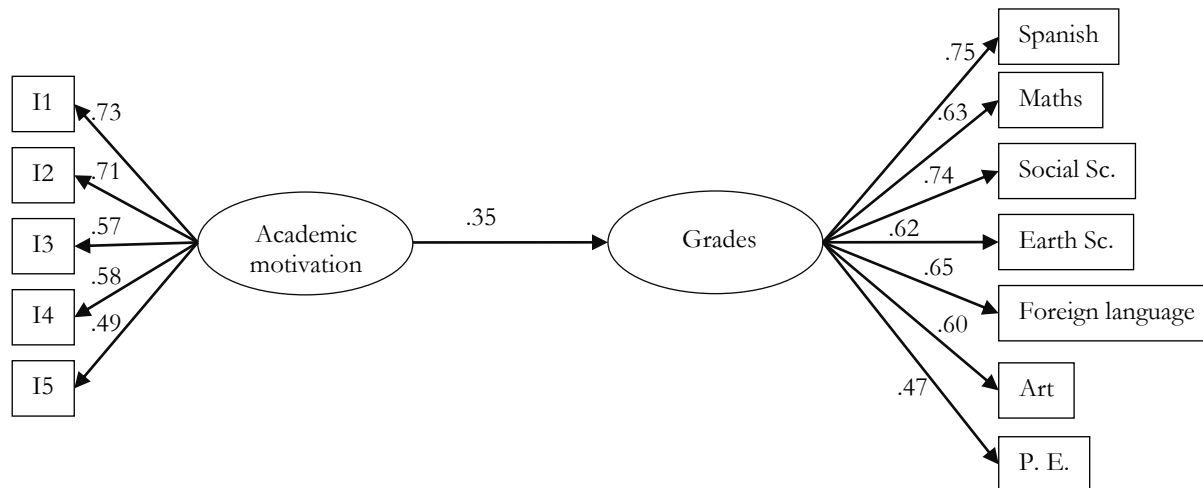 I1
I2
I3
I4
I5
.73
.71
.57
.58
.49
Academic
motivation
.35
Grades
.75
.63
.74
.62
.65
.60
.47
Spanish
Maths
Social Sc.
Earth Sc.
Foreign language
Art
P. E.